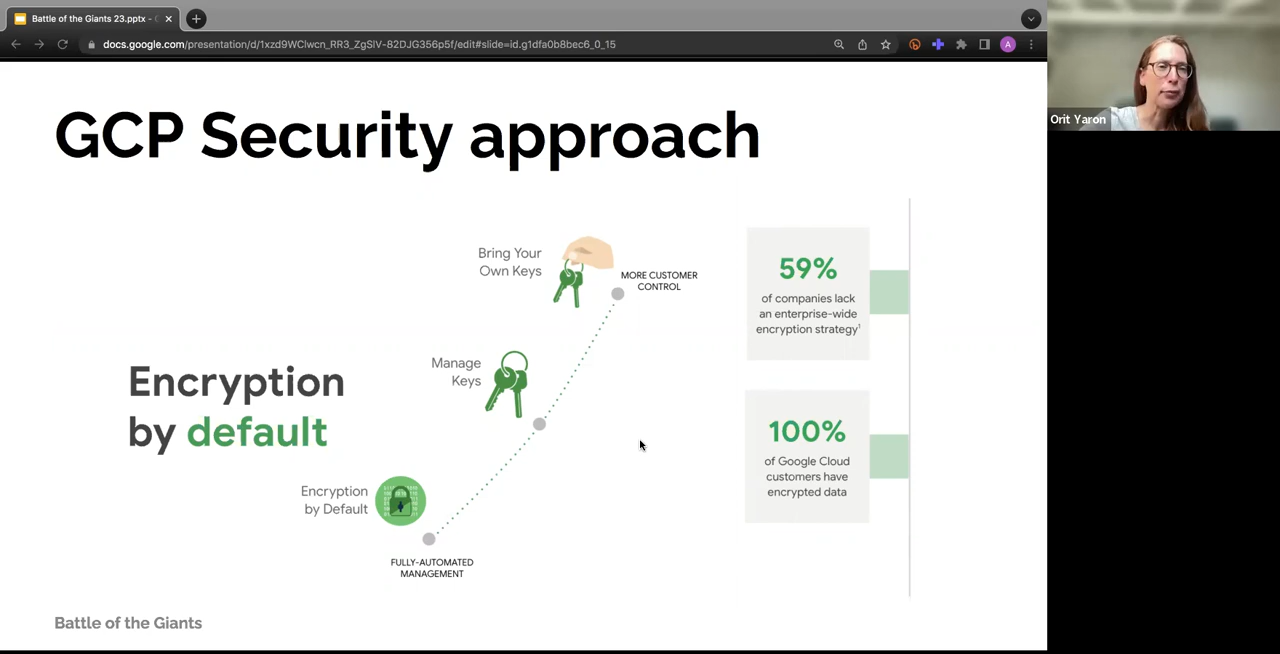 Battle of the Giants 23.pptx -
docs.google.com/presentation/d/1xzd9WClwcn_RR3_ZgSlV-82DJG356p5f/edit#slide=id.g1dfa0b8bec6_0_15
A
Orit Yaron
GCP Security approach
Bring Your
Own Keys
MORE CUSTOMER
CONTROL
Manage
Keys
Encryption
by default
Encryption
by Default
FULLY-AUTOMATED
MANAGEMENT
59%
of companies lack
an enterprise-wide
encryption strategy¹
100%
of Google Cloud
customers have
encrypted data
Battle of the Giants